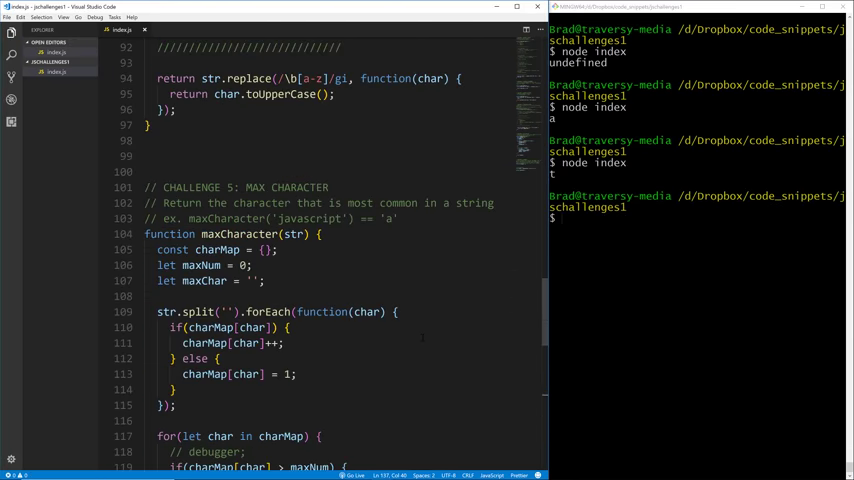 index.js - Visual Studio Code
File Edit Selection View Go Debug Tasks Help
EXPLORER
OPEN EDITORS
index.js
JSCHALLENGES1
index.js
index.js
92 //////////////////////////////
93
94 return str.replace(/\b[a-z]/gi, function(char) {
95 return char.toUpperCase();
96 });
97 }
98
99
100
101 // CHALLENGE 5: MAX CHARACTER
102 // Return the character that is most common in a string
103 // ex. maxCharacter('javascript') == 'a'
104 function maxCharacter(str) {
105 const charMap = {};
106 let maxNum = 0;
107 let maxChar = '';
108
109 str.split('').forEach(function(char) {
110 if(charMap[char]) {
111 charMap[char]++;
112 } else {
113 charMap[char] = 1;
114 }
115 });
116
117 for(let char in charMap) {
118 // debugger;
119 if(charMap[char] > maxNum) {
0 0
Go Live Ln 137, Col 40 Spaces: 2 UTF-8 CRLF JavaScript Prettier
MINGW64:/d/Dropbox/code_snippets/jschallenges1
Brad@traversy-media /d/Dropbox/code_snippets/j
schallenges1
$ node index
undefined
Brad@traversy-media /d/Dropbox/code_snippets/j
schallenges1
$ node index
a
Brad@traversy-media /d/Dropbox/code_snippets/j
schallenges1
$ node index
t
Brad@traversy-media /d/Dropbox/code_snippets/j
schallenges1
$